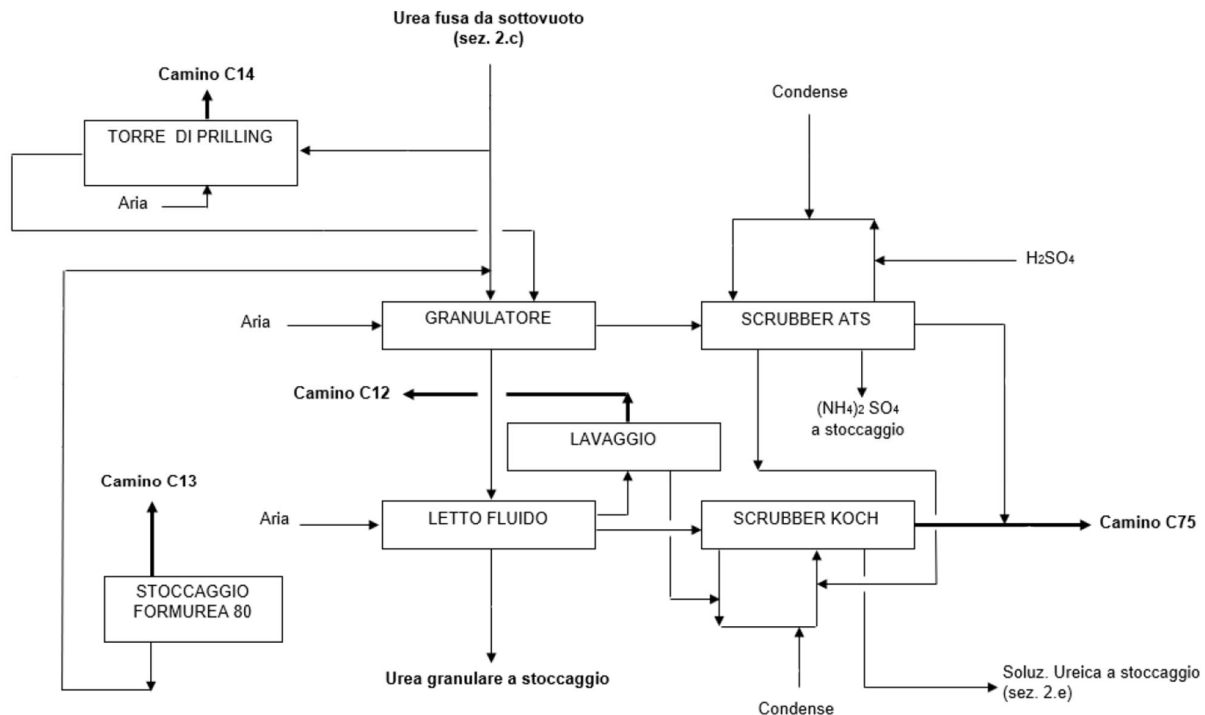 Urea fusa da sottovuoto
(sez. 2.c)
Camino C14
Condense
TORRE DI PRILLING
Aria
H2SO4
Aria
GRANULATORE
SCRUBBER ATS
Camino C12
(NH4)2 SO4
a stoccaggio
LAVAGGIO
Camino C13
Aria
LETTO FLUIDO
SCRUBBER KOCH
Camino C75
STOCCAGGIO
FORMUREA 80
Urea granulare a stoccaggio
Soluz. Ureica a stoccaggio
(sez. 2.e)
Condense